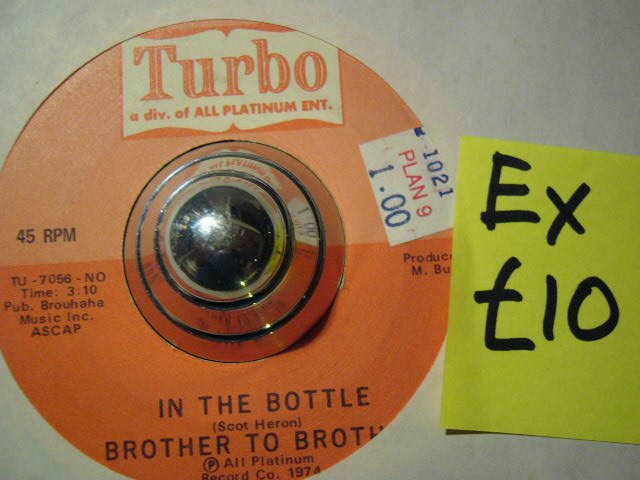 Turbo
a div. of ALL PLATINUM ENT.
1021
PLAN 9
1.00
45 RPM
TU - 7056 - NO
Time: 3:10
Pub. Brouhaha
Music Inc.
ASCAP
Produc
M. Bu
IN THE BOTTLE
(Scot Heron)
BROTHER TO BROTH
Ⓟ All Platinum
Record Co. 1974
Ex
£10